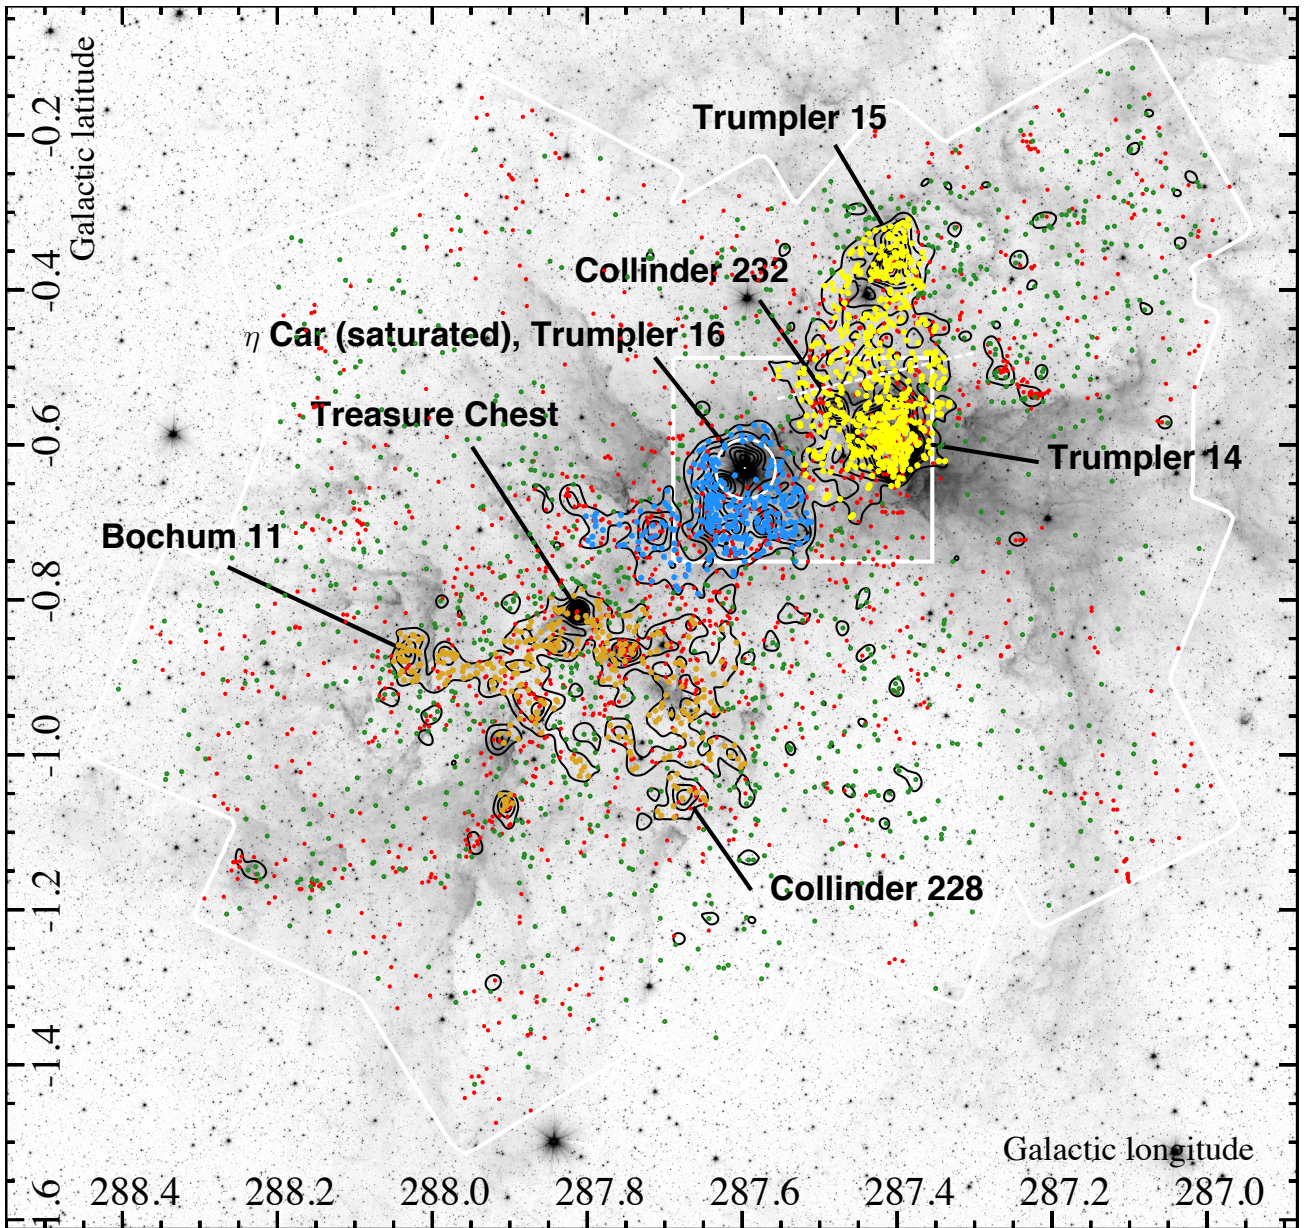 Galactic latitude
-0.2
-0.4
-0.6
-0.8
-1.0
-1.2
-1.4
1.6
Trumpler 15
Collinder 232
η Car (saturated), Trumpler 16
Treasure Chest
Trumpler 14
Bochum 11
Collinder 228
Galactic longitude
288.4 288.2 288.0 287.8 287.6 287.4 287.2 287.0